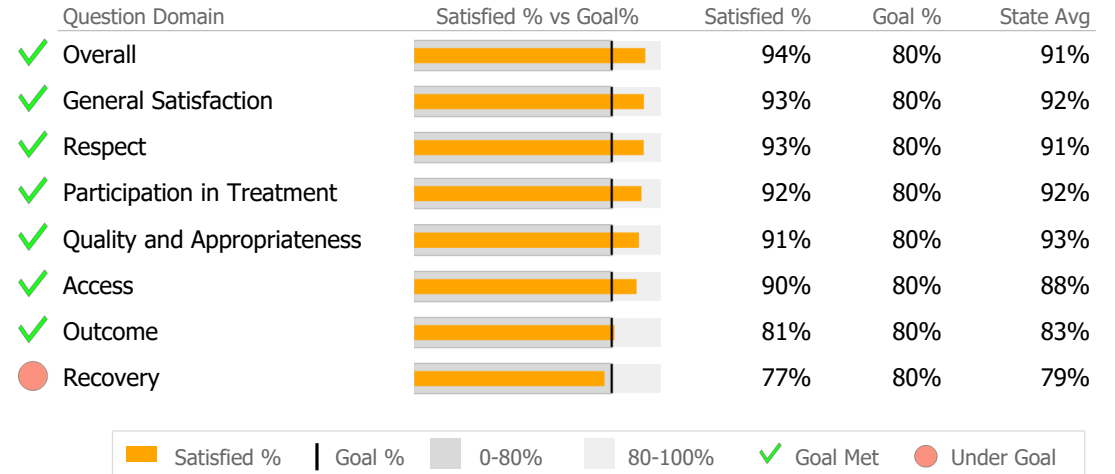 Question Domain Satisfied % vs Goal% Satisfied % Goal % State Avg
Overall 94% 80% 91%
General Satisfaction 93% 80% 92%
Respect 93% 80% 91%
Participation in Treatment 92% 80% 92%
Quality and Appropriateness 91% 80% 93%
Access 90% 80% 88%
Outcome 81% 80% 83%
Recovery 77% 80% 79%
Satisfied % Goal % 0-80% 80-100% Goal Met Under Goal